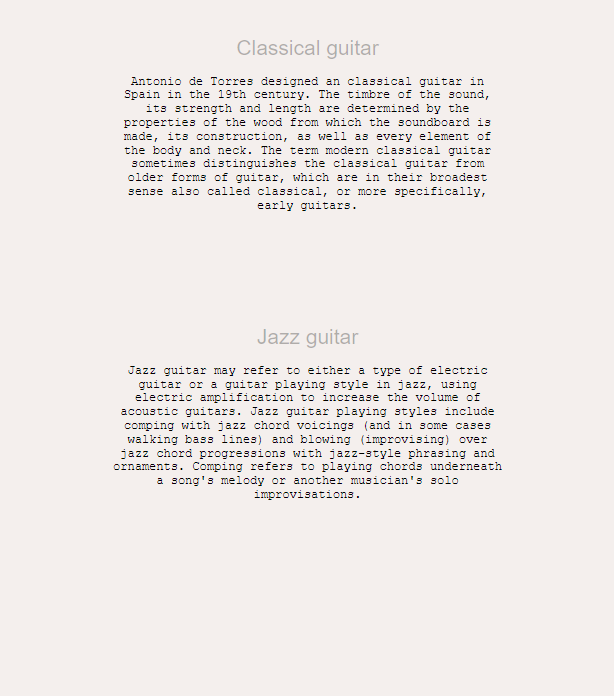 Classical guitar
Antonio de Torres designed an classical guitar in
Spain in the 19th century. The timbre of the sound,
its strength and length are determined by the
properties of the wood from which the soundboard is
made, its construction, as well as every element of
the body and neck. The term modern classical guitar
sometimes distinguishes the classical guitar from
older forms of guitar, which are in their broadest
sense also called classical, or more specifically,
early guitars.
Jazz guitar
Jazz guitar may refer to either a type of electric
guitar or a guitar playing style in jazz, using
electric amplification to increase the volume of
acoustic guitars. Jazz guitar playing styles include
comping with jazz chord voicings (and in some cases
walking bass lines) and blowing (improvising) over
jazz chord progressions with jazz-style phrasing and
ornaments. Comping refers to playing chords underneath
a song's melody or another musician's solo
improvisations.